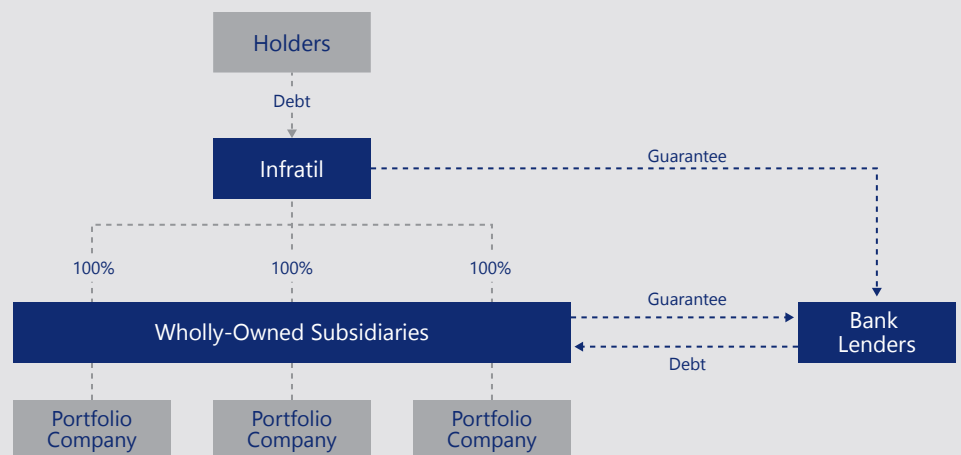 Holders
Debt
Infratil
Guarantee
100%
100%
100%
Wholly-Owned Subsidiaries
Guarantee
Debt
Bank
Lenders
Portfolio
Company
Portfolio
Company
Portfolio
Company